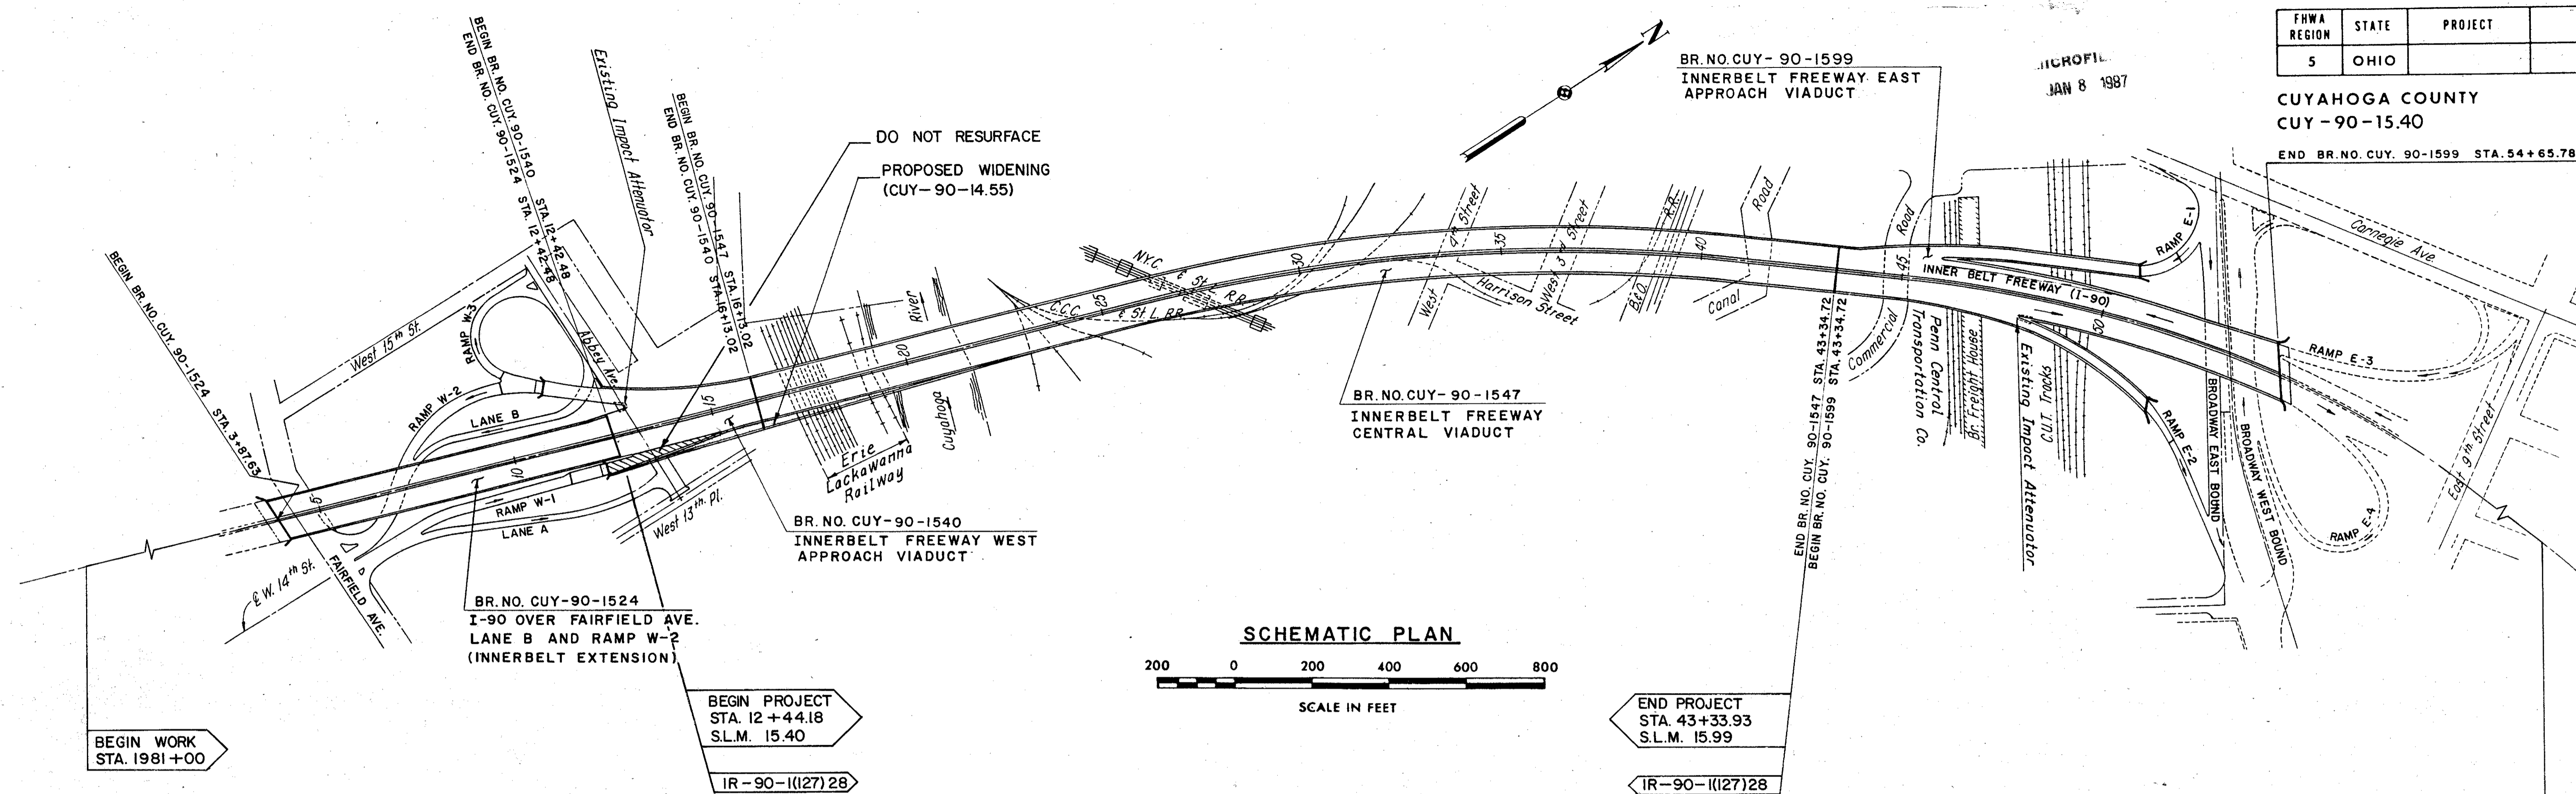 FHWA REGION STATE PROJECT
5 OHIO
CUYAHOGA COUNTY
CUY-90-15.40
END BR. NO. CUY. 90-1599 STA. 54+65.78
JAN 8 1987
N
BR. NO. CUY-90-1599
INNERBELT FREEWAY EAST
APPROACH VIADUCT
BEGIN BR. NO. CUY. 90-1540 STA. 12+42.48
END BR. NO. CUY. 90-1524 STA. 12+42.48
Existing Impact Attenuator
BEGIN BR. NO. CUY. 90-1547 STA. 16+13.02
END BR. NO. CUY. 90-1540 STA. 16+13.02
DO NOT RESURFACE
PROPOSED WIDENING
(CUY-90-14.55)
BEGIN BR. NO. CUY. 90-1524 STA. 3+87.63
West 15th St.
RAMP W-3
Abbey Ave.
RAMP W-2
LANE B
5
10
15
20
25
30
35
40
45
50
RAMP W-1
LANE A
West 13th Pl.
FAIRFIELD AVE.
℄ W. 14th St.
Erie
Lackawanna
Railway
Cuyahoga
River
C.C.C. & St. L. RR.
N.Y.C. & St. L. R.R.
West 4th Street
West 3rd Street
Harrison Street
B.&O. R.R.
Canal Road
Commercial Road
Penn Central
Transportation Co.
Br. Freight House
C.U.T. Tracks
Existing Impact Attenuator
INNER BELT FREEWAY (I-90)
RAMP E-1
RAMP E-2
RAMP E-3
RAMP E-4
BROADWAY EAST BOUND
BROADWAY WEST BOUND
Carnegie Ave.
East 9th Street
BR. NO. CUY-90-1547
INNERBELT FREEWAY
CENTRAL VIADUCT
END BR. NO. CUY. 90-1547 STA. 43+34.72
BEGIN BR. NO. CUY. 90-1599 STA. 43+34.72
BR. NO. CUY-90-1540
INNERBELT FREEWAY WEST
APPROACH VIADUCT
BR. NO. CUY-90-1524
I-90 OVER FAIRFIELD AVE.
LANE B AND RAMP W-2
(INNERBELT EXTENSION)
SCHEMATIC PLAN
200 0 200 400 600 800
SCALE IN FEET
BEGIN WORK
STA. 1981+00
BEGIN PROJECT
STA. 12+44.18
S.L.M. 15.40
IR-90-1(127)28
END PROJECT
STA. 43+33.93
S.L.M. 15.99
IR-90-1(127)28